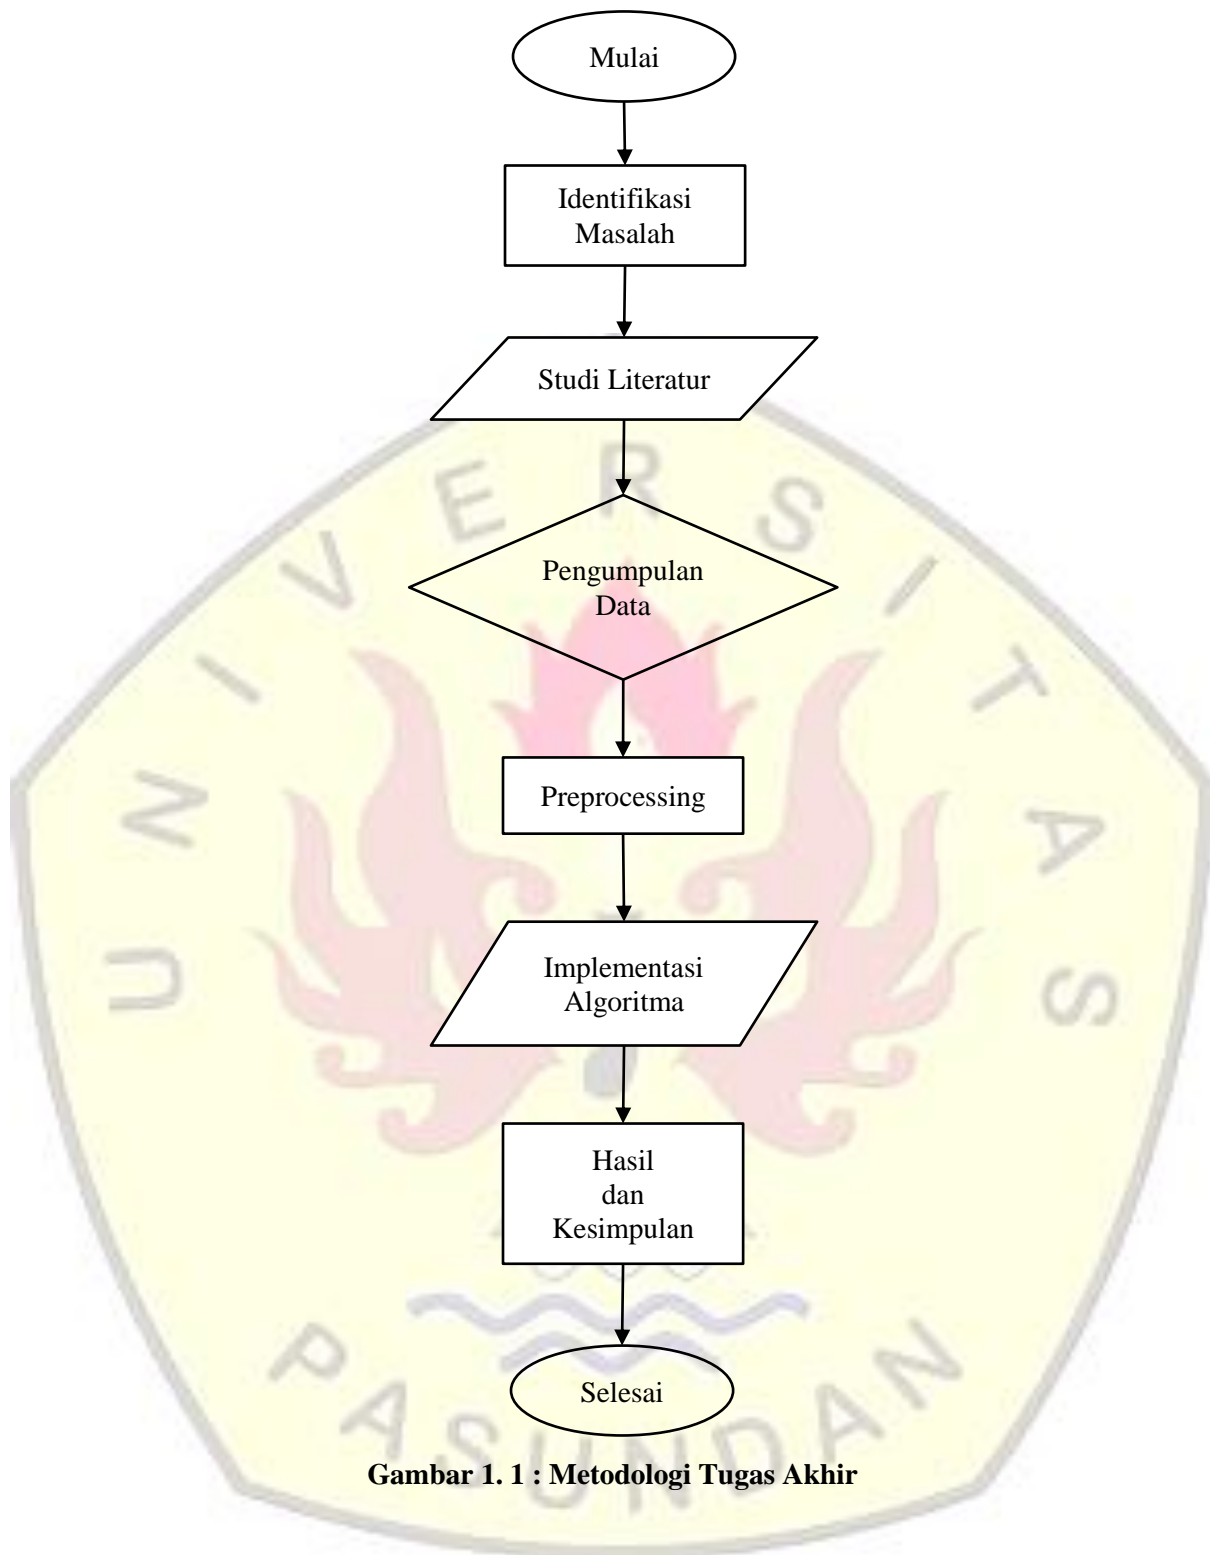 Mulai
Identifikasi
Masalah
Studi Literatur
Pengumpulan
Data
Preprocessing
Implementasi
Algoritma
Hasil
dan
Kesimpulan
Selesai
Gambar 1. 1 : Metodologi Tugas Akhir
UNIVERSITAS
PASUNDAN